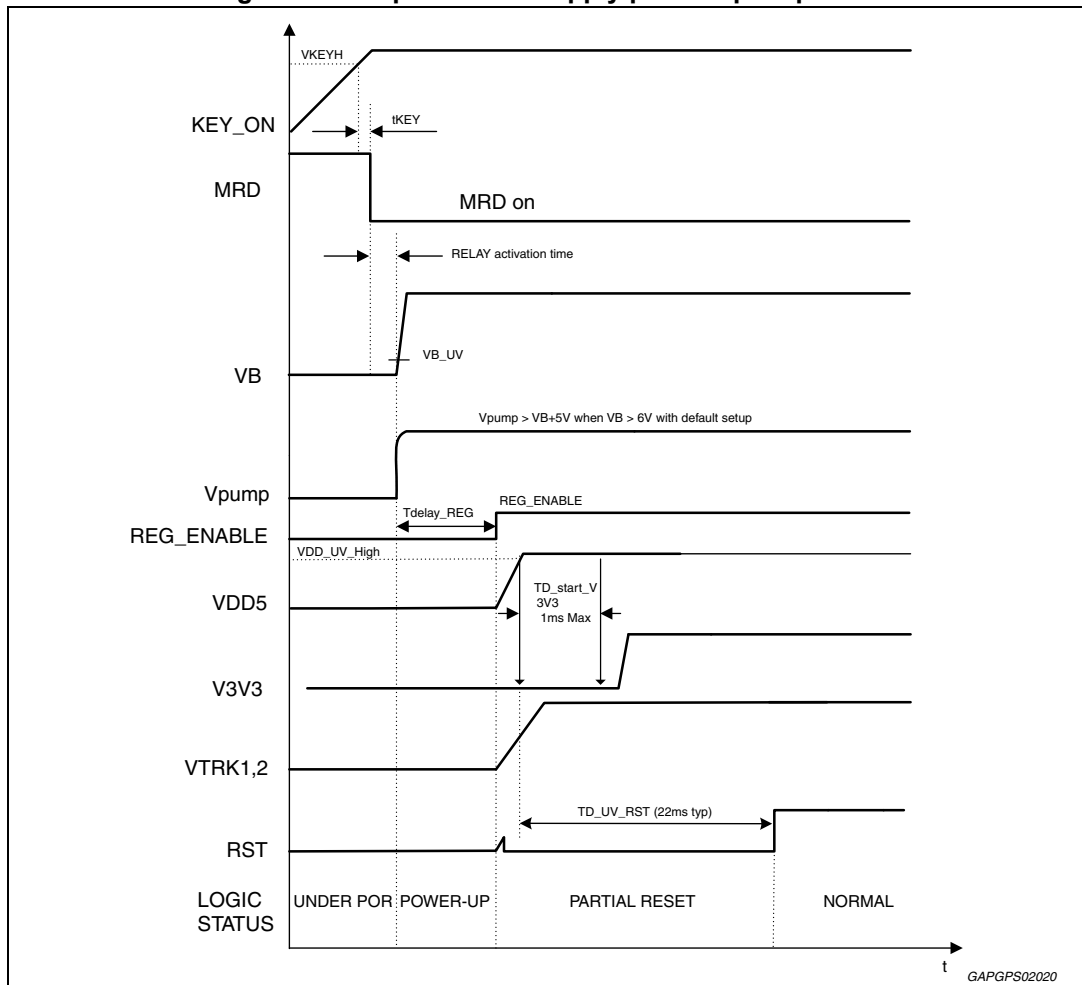 VKEYH
KEY_ON
tKEY
MRD
MRD on
RELAY activation time
VB_UV
VB
Vpump > VB+5V when VB > 6V with default setup
Vpump
Tdelay_REG
REG_ENABLE
REG_ENABLE
VDD_UV_High
TD_start_V
3V3
1ms Max
VDD5
V3V3
VTRK1,2
TD_UV_RST (22ms typ)
RST
LOGIC
STATUS
UNDER POR
POWER-UP
PARTIAL RESET
NORMAL
t
GAPGPS02020